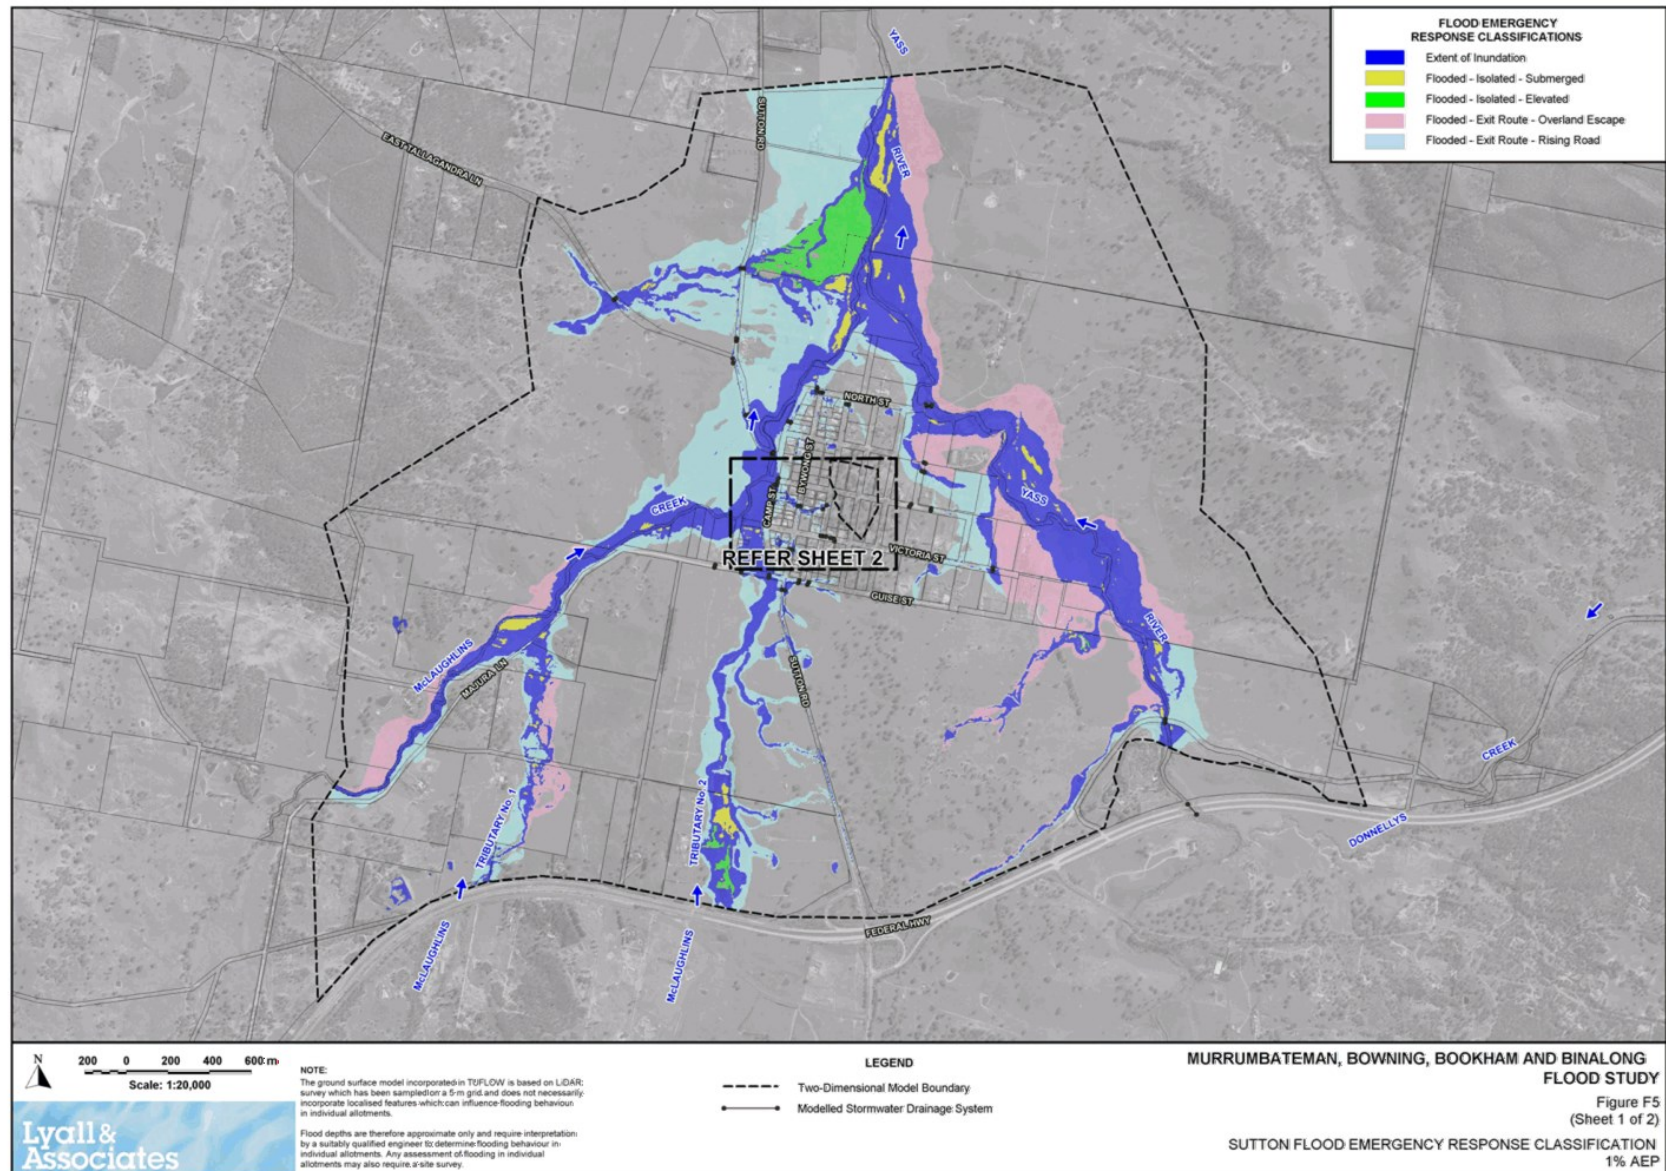 FLOOD EMERGENCY
RESPONSE CLASSIFICATIONS
Extent of Inundation
Flooded - Isolated - Submerged
Flooded - Isolated - Elevated
Flooded - Exit Route - Overland Escape
Flooded - Exit Route - Rising Road
YASS
SUTTON RD
EAST TALLAGANDRA LN
RIVER
NORTH ST
BYWONG ST
CAMP ST
CREEK
YASS
REFER SHEET 2
VICTORIA ST
GUISE ST
RIVER
McLAUGHLINS
MAJURA LN
SUTTON RD
CREEK
TRIBUTARY No. 1
TRIBUTARY No. 2
DONNELLYS
FEDERAL HWY
McLAUGHLINS
McLAUGHLINS
N
200 0 200 400 600 m
Scale: 1:20,000
Lyall &
Associates
NOTE:
The ground surface model incorporated in TUFLOW is based on LiDAR
survey which has been sampled on a 5 m grid and does not necessarily
incorporate localised features which can influence flooding behaviour
in individual allotments.
Flood depths are therefore approximate only and require interpretation
by a suitably qualified engineer to determine flooding behaviour in
individual allotments. Any assessment of flooding in individual
allotments may also require a site survey.
LEGEND
Two-Dimensional Model Boundary
Modelled Stormwater Drainage System
MURRUMBATEMAN, BOWNING, BOOKHAM AND BINALONG
FLOOD STUDY
Figure F5
(Sheet 1 of 2)
SUTTON FLOOD EMERGENCY RESPONSE CLASSIFICATION
1% AEP